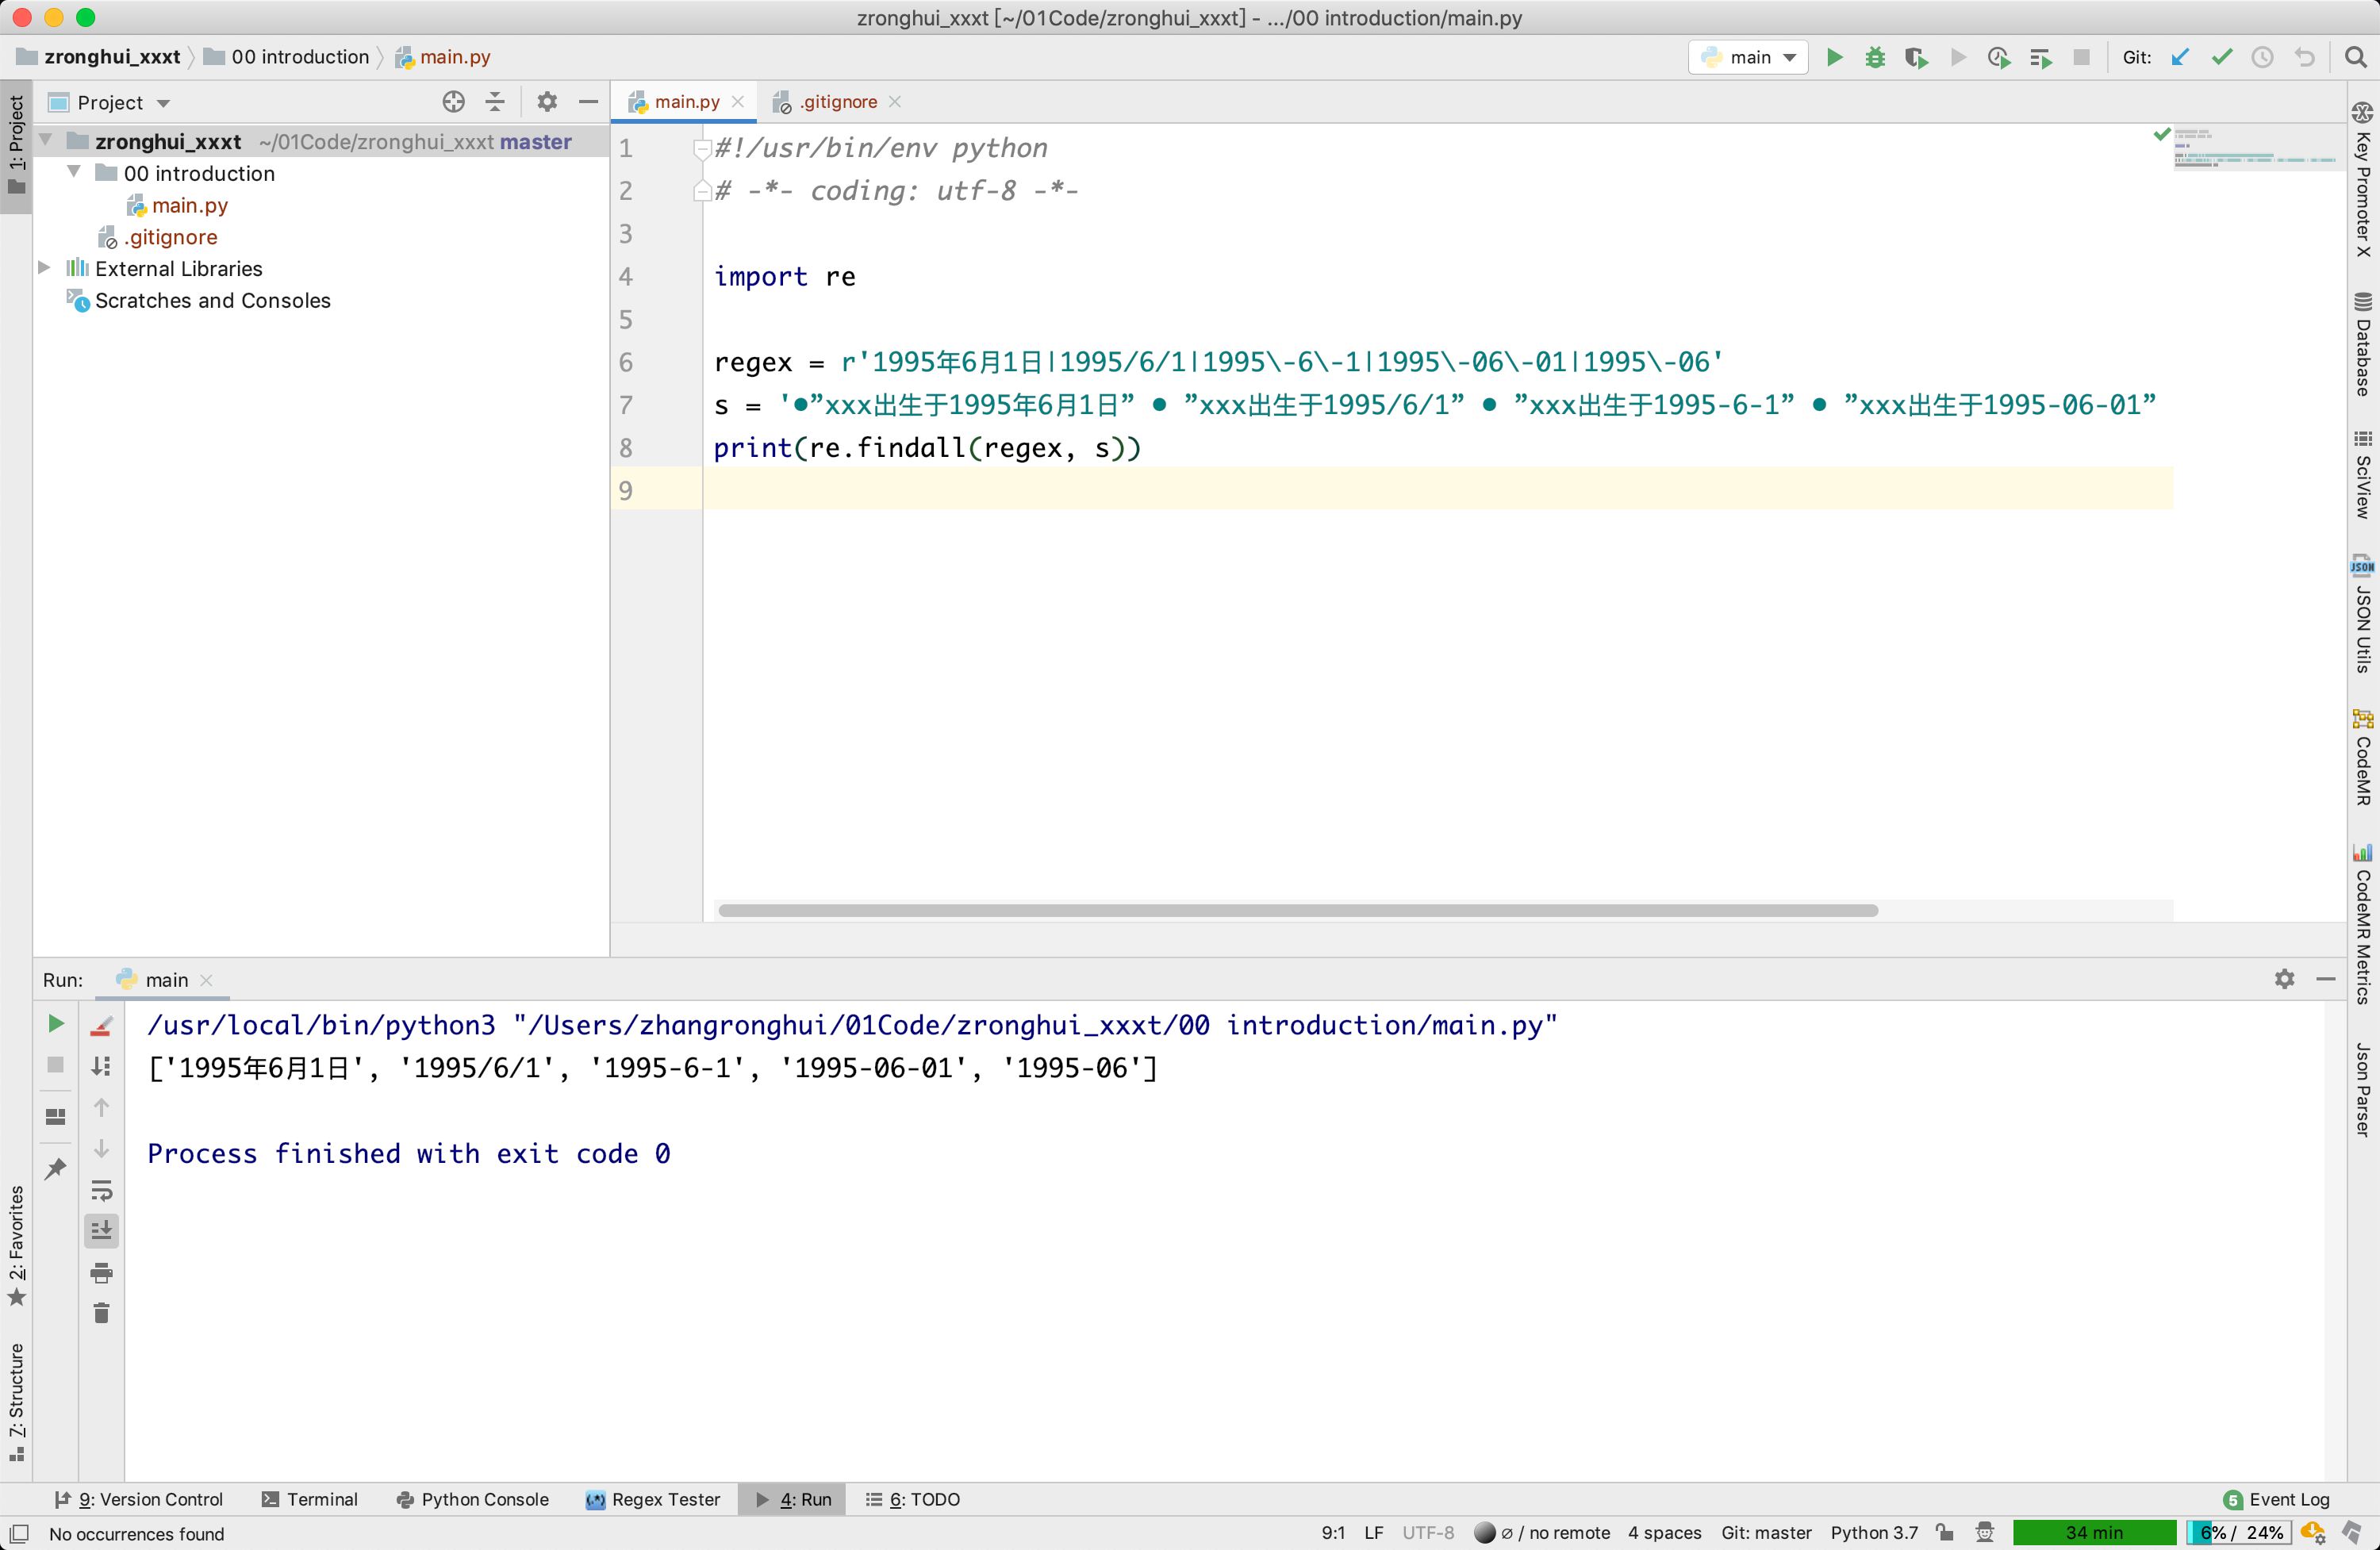 zronghui_xxxt [~/01Code/zronghui_xxxt] - .../00 introduction/main.py
zronghui_xxxt 00 introduction main.py
main
Git:
Project
main.py
.gitignore
1: Project
zronghui_xxxt ~/01Code/zronghui_xxxt master
00 introduction
main.py
.gitignore
External Libraries
Scratches and Consoles
1 #!/usr/bin/env python
2 # -*- coding: utf-8 -*-
3
4 import re
5
6 regex = r'1995年6月1日|1995/6/1|1995\-6\-1|1995\-06\-01|1995\-06'
7 s = '●”xxx出生于1995年6月1日” ● ”xxx出生于1995/6/1” ● ”xxx出生于1995-6-1” ● ”xxx出生于1995-06-01”
8 print(re.findall(regex, s))
9
Key Promoter X
Database
SciView
JSON
JSON Utils
CodeMR
CodeMR Metrics
Json Parser
Run: main
/usr/local/bin/python3 "/Users/zhangronghui/01Code/zronghui_xxxt/00 introduction/main.py"
['1995年6月1日', '1995/6/1', '1995-6-1', '1995-06-01', '1995-06']
Process finished with exit code 0
2: Favorites
7: Structure
9: Version Control
Terminal
Python Console
(.*) Regex Tester
4: Run
6: TODO
5 Event Log
No occurrences found
9:1 LF UTF-8 ∅ / no remote 4 spaces Git: master Python 3.7 34 min 6% / 24%